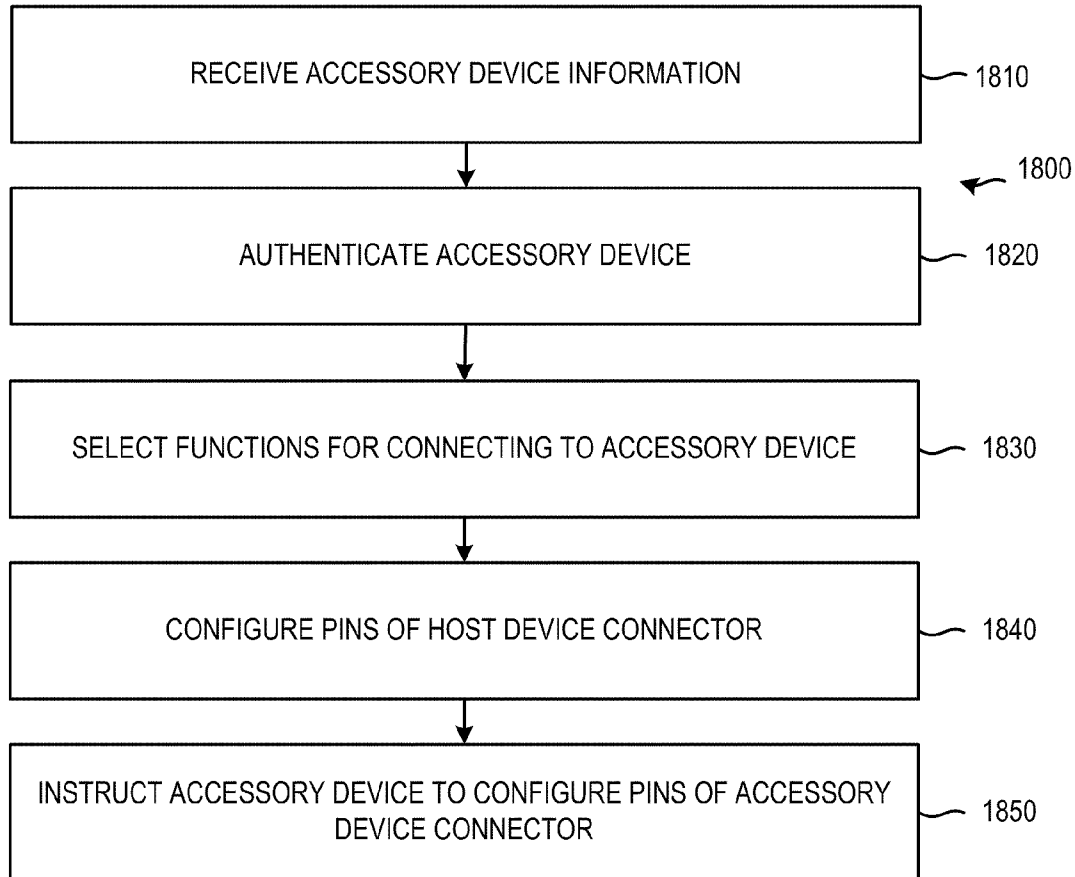 RECEIVE ACCESSORY DEVICE INFORMATION
1810
1800
AUTHENTICATE ACCESSORY DEVICE
1820
SELECT FUNCTIONS FOR CONNECTING TO ACCESSORY DEVICE
1830
CONFIGURE PINS OF HOST DEVICE CONNECTOR
1840
INSTRUCT ACCESSORY DEVICE TO CONFIGURE PINS OF ACCESSORY
DEVICE CONNECTOR
1850